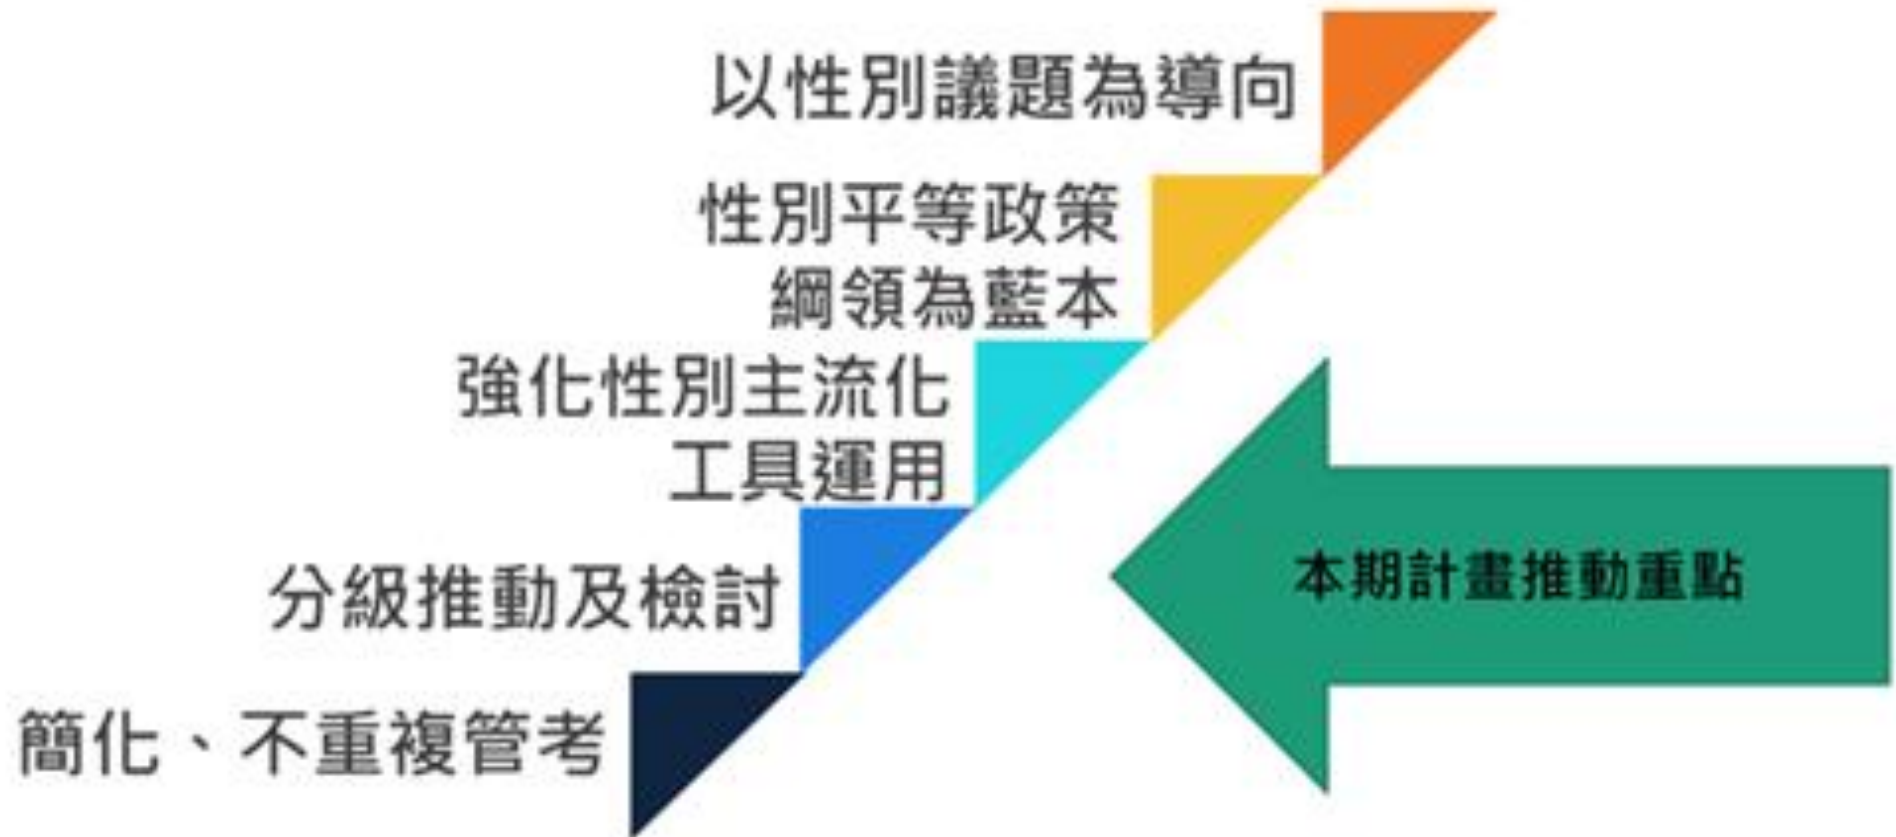 以性別議題為導向
性別平等政策
綱領為藍本
強化性別主流化
工具運用
分級推動及檢討
簡化、不重複管考
本期計畫推動重點